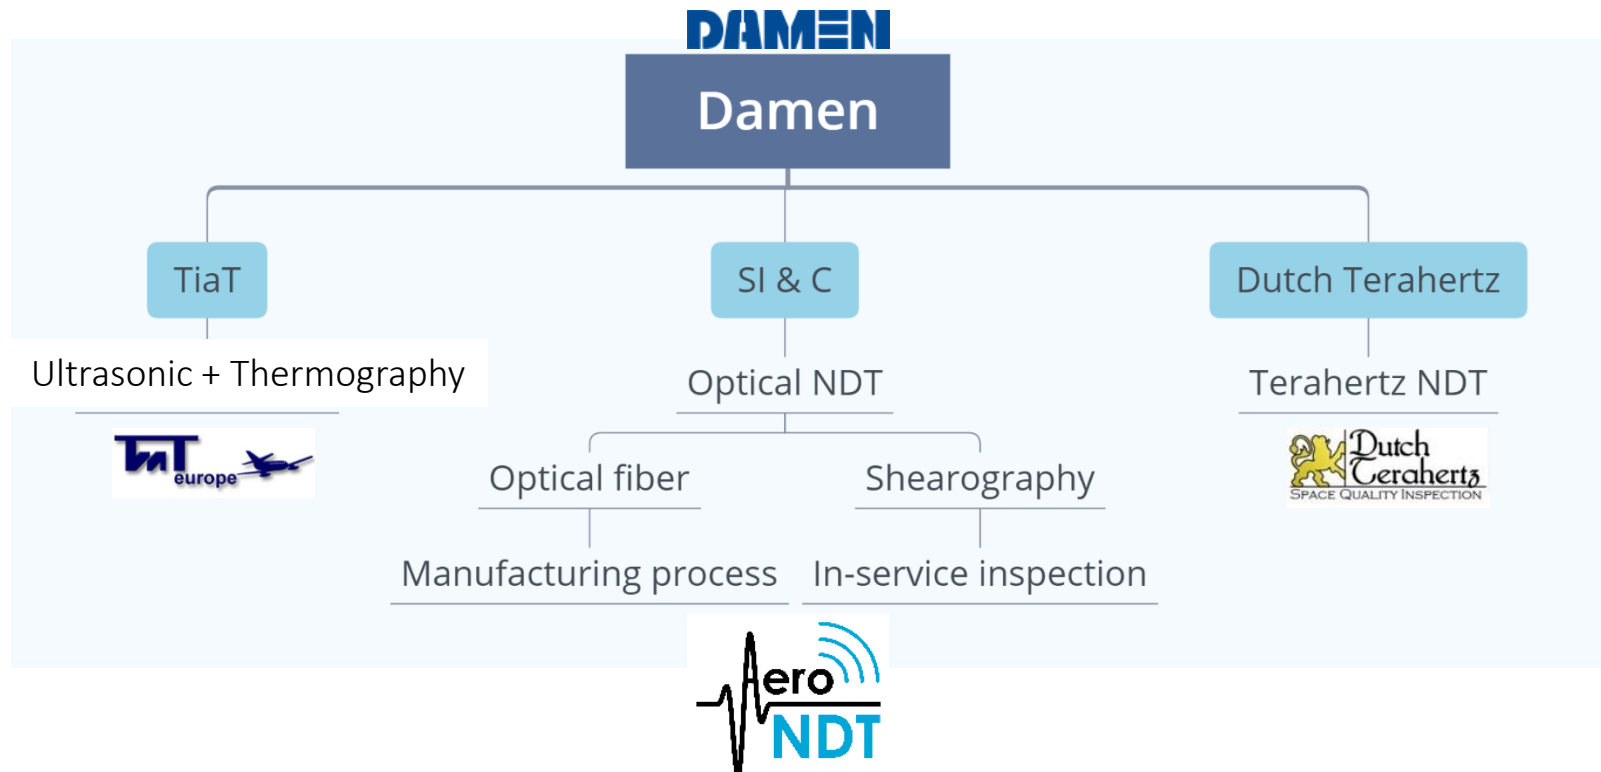 DAMEN
Damen
TiaT
SI & C
Dutch Terahertz
Ultrasonic + Thermography
Optical NDT
Terahertz NDT
TiaT
europe
Dutch
Terahertz
SPACE QUALITY INSPECTION
Optical fiber
Shearography
Manufacturing process
In-service inspection
Aero
NDT